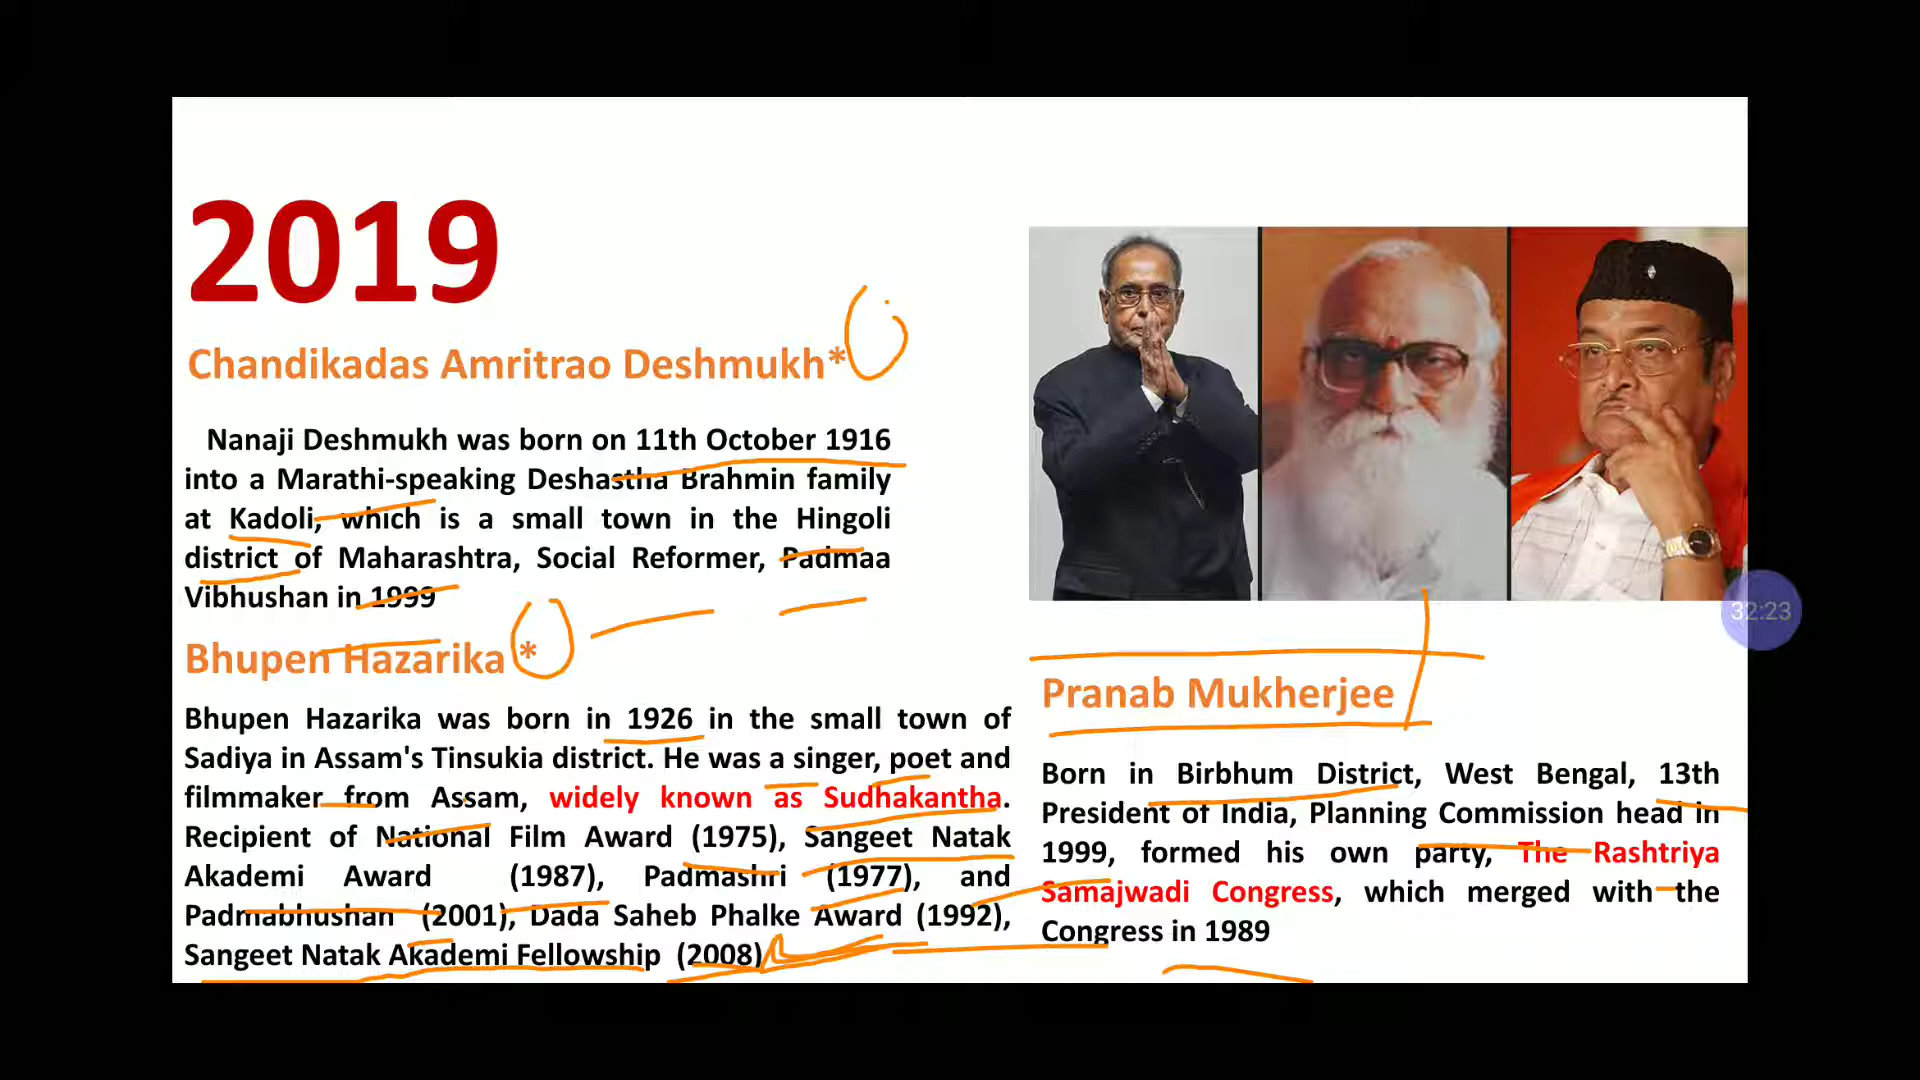 2019
Chandikadas Amritrao Deshmukh*
Nanaji Deshmukh was born on 11th October 1916
into a Marathi-speaking Deshastha Brahmin family
at Kadoli, which is a small town in the Hingoli
district of Maharashtra, Social Reformer, Padmaa
Vibhushan in 1999
Bhupen Hazarika *
Bhupen Hazarika was born in 1926 in the small town of
Sadiya in Assam's Tinsukia district. He was a singer, poet and
filmmaker from Assam, widely known as Sudhakantha.
Recipient of National Film Award (1975), Sangeet Natak
Akademi Award (1987), Padmashri (1977), and
Padmabhushan (2001), Dada Saheb Phalke Award (1992),
Sangeet Natak Akademi Fellowship (2008)
32:23
Pranab Mukherjee
Born in Birbhum District, West Bengal, 13th
President of India, Planning Commission head in
1999, formed his own party, The Rashtriya
Samajwadi Congress, which merged with the
Congress in 1989